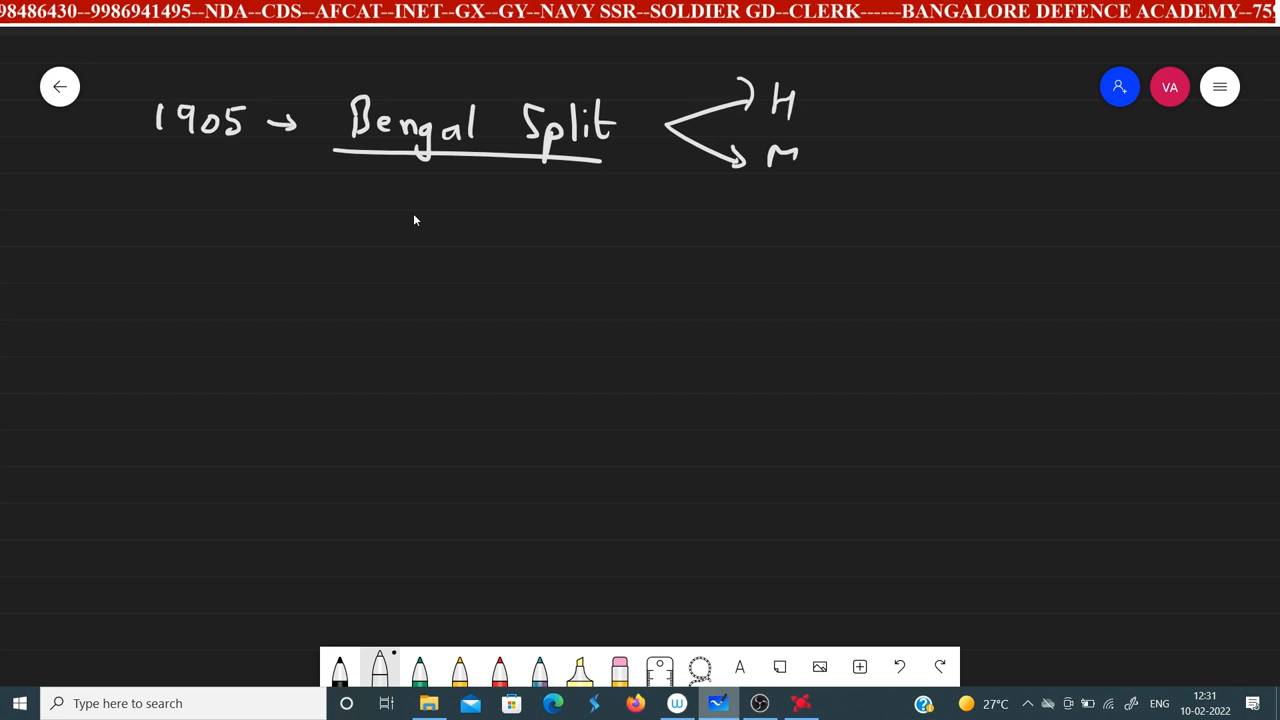 98486430--9986941495--NDA--CDS--AFCAT--INET--GX--GY--NAVY SSR--SOLDIER GD--CLERK------BANGALORE DEFENCE ACADEMY--759
VA
1905 → Bengal Split
H
M
A
Type here to search
27°C
ENG
12:31
10-02-2022